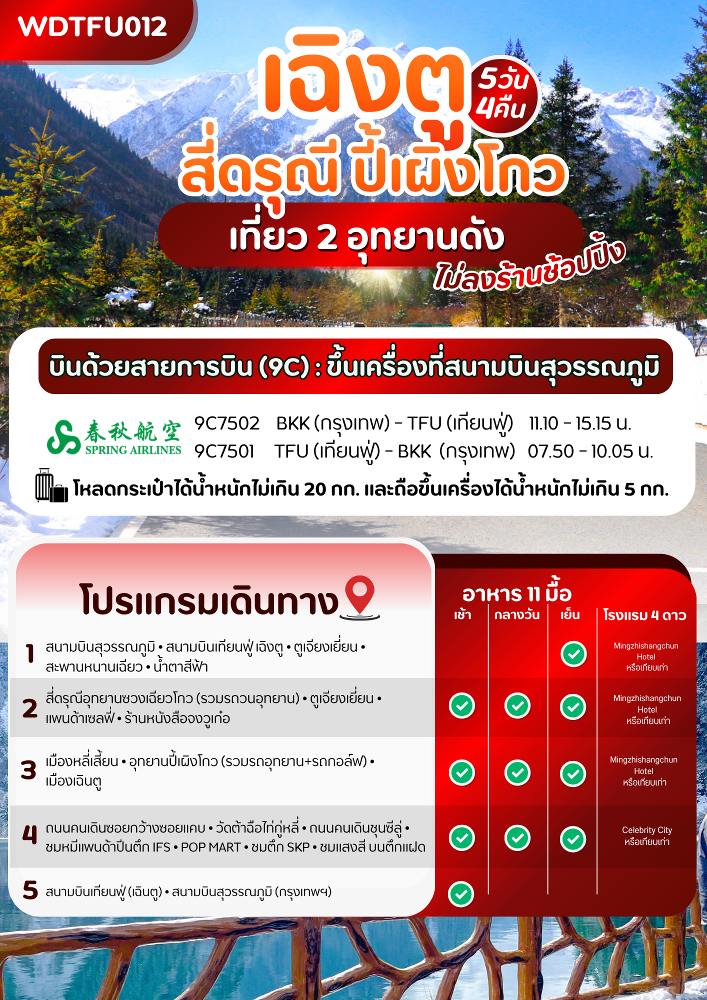 WDTFU012
เฉิงตู
5วัน
4คืน
สี่ดรุณี ปี้เผิงโกว
เที่ยว 2 อุทยานดัง
ไม่ลงร้านช้อปปิ้ง
บินด้วยสายการบิน (9C) : ขึ้นเครื่องที่สนามบินสุวรรณภูมิ
春秋航空
SPRING AIRLINES
9C7502 BKK (กรุงเทพ) - TFU (เทียนฟู่) 11.10 - 15.15 น.
9C7501 TFU (เทียนฟู่) - BKK (กรุงเทพ) 07.50 - 10.05 น.
โหลดกระเป๋าได้น้ำหนักไม่เกิน 20 กก. และถือขึ้นเครื่องได้น้ำหนักไม่เกิน 5 กก.
โปรแกรมเดินทาง
อาหาร 11 มื้อ
เช้า กลางวัน เย็น โรงแรม 4 ดาว
1 สนามบินสุวรรณภูมิ • สนามบินเทียนฟู่ เฉิงตู • ตูเจียงเยี่ยน •
สะพานหนานเฉียว • น้ำตาสีฟ้า
Mingzhishangchun
Hotel
หรือเทียบเท่า
2 สี่ดรุณีอุทยานซวงเฉียวโกว (รวมรถวนอุทยาน) • ตูเจียงเยี่ยน •
แพนด้าเซลฟี่ • ร้านหนังสือจงวูเก๋อ
Mingzhishangchun
Hotel
หรือเทียบเท่า
3 เมืองหลี่เสี้ยน • อุทยานปี้เผิงโกว (รวมรถอุทยาน+รถกอล์ฟ) •
เมืองเฉินตู
Mingzhishangchun
Hotel
หรือเทียบเท่า
4 ถนนคนเดินซอยกว้างซอยแคบ • วัดต้าฉือไท่กู่หลี่ • ถนนคนเดินชุนซีลู่ •
ชมหมีแพนด้าปีนตึก IFS • POP MART • ชมตึก SKP • ชมแสงสี บนตึกแฝด
Celebrity City
หรือเทียบเท่า
5 สนามบินเทียนฟู่ (เฉินตู) • สนามบินสุวรรณภูมิ (กรุงเทพฯ)